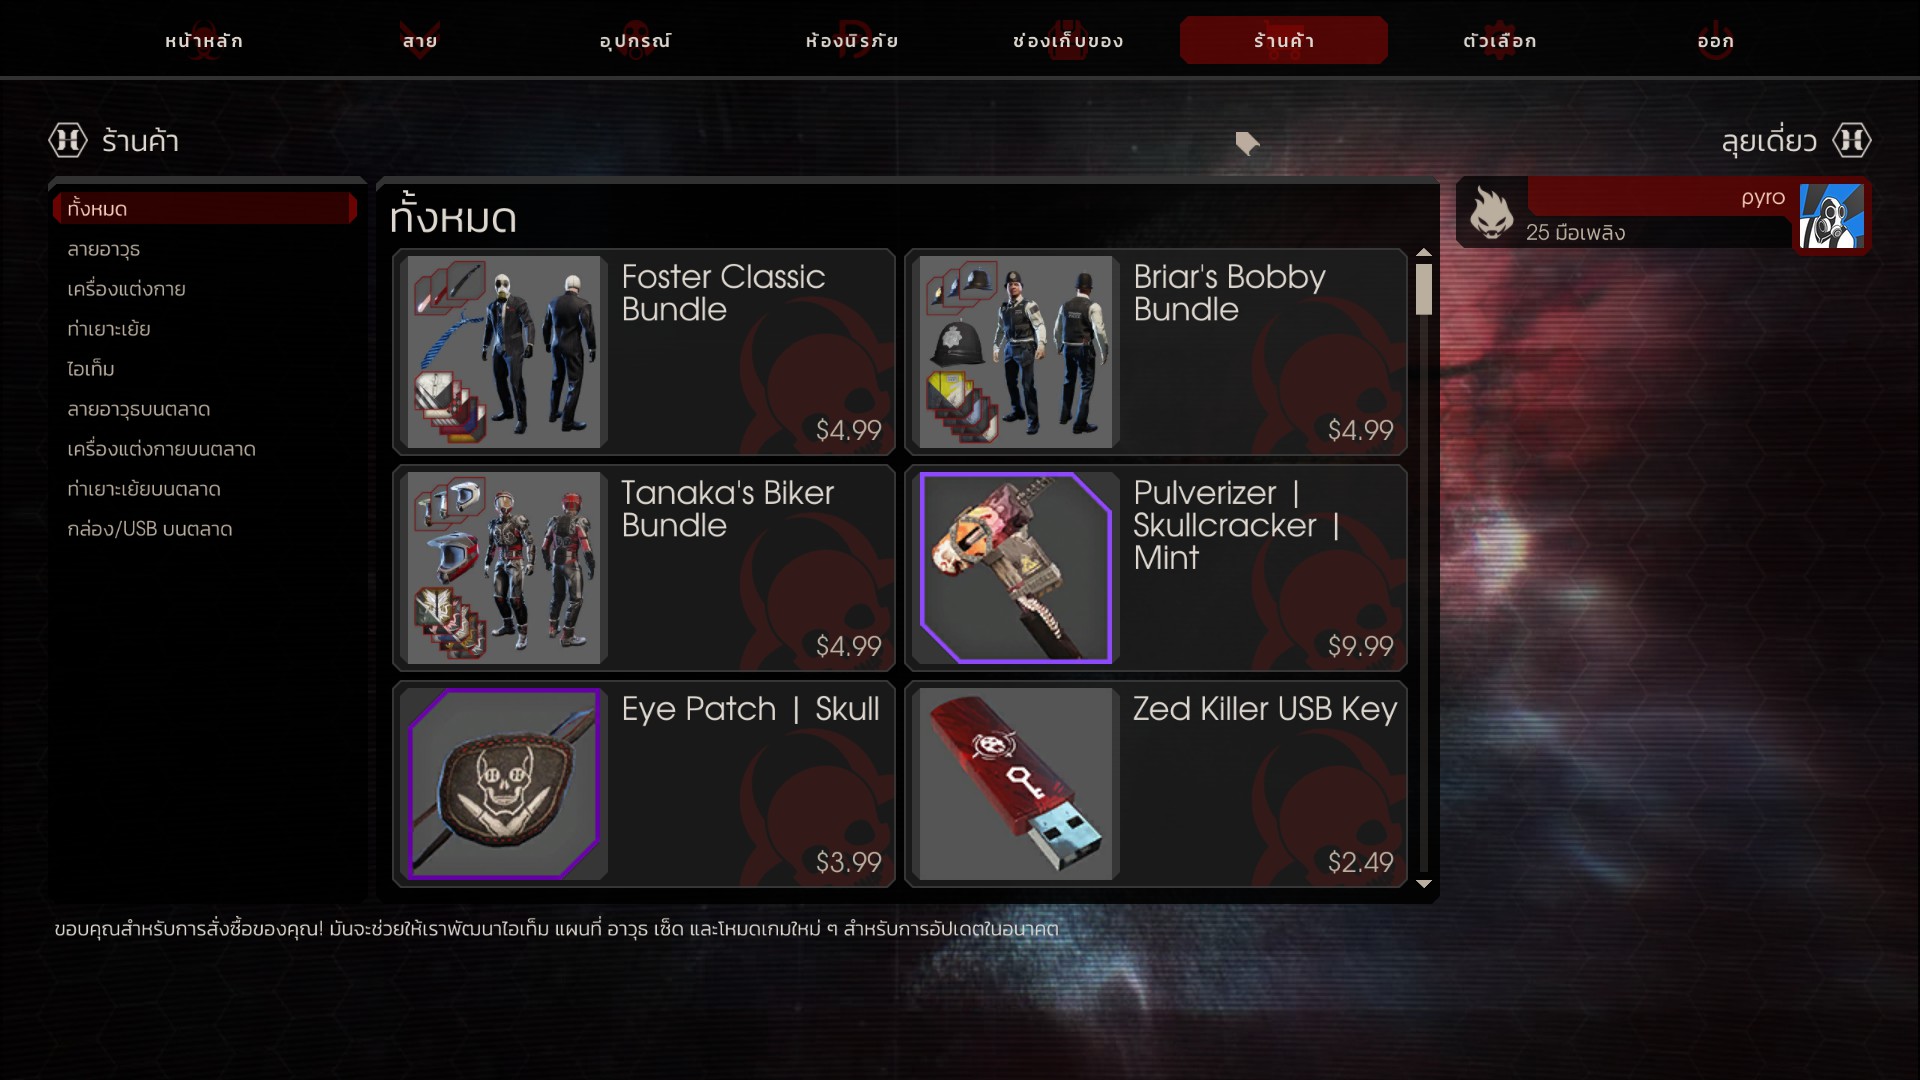 หน้าหลัก
สาย
อุปกรณ์
ห้องนิรภัย
ช่องเก็บของ
ร้านค้า
ตัวเลือก
ออก
ร้านค้า
ลุยเดี่ยว
ทั้งหมด
ลายอาวุธ
เครื่องแต่งกาย
ท่าเยาะเย้ย
ไอเท็ม
ลายอาวุธบนตลาด
เครื่องแต่งกายบนตลาด
ท่าเยาะเย้ยบนตลาด
กล่อง/USB บนตลาด
ทั้งหมด
Foster Classic
Bundle
$4.99
Briar's Bobby
Bundle
$4.99
Tanaka's Biker
Bundle
$4.99
Pulverizer |
Skullcracker |
Mint
$9.99
Eye Patch | Skull
$3.99
Zed Killer USB Key
$2.49
pyro
25 มือเพลิง
ขอบคุณสำหรับการสั่งซื้อของคุณ! มันจะช่วยให้เราพัฒนาไอเท็ม แผนที่ อาวุธ เซ็ด และโหมดเกมใหม่ ๆ สำหรับการอัปเดตในอนาคต